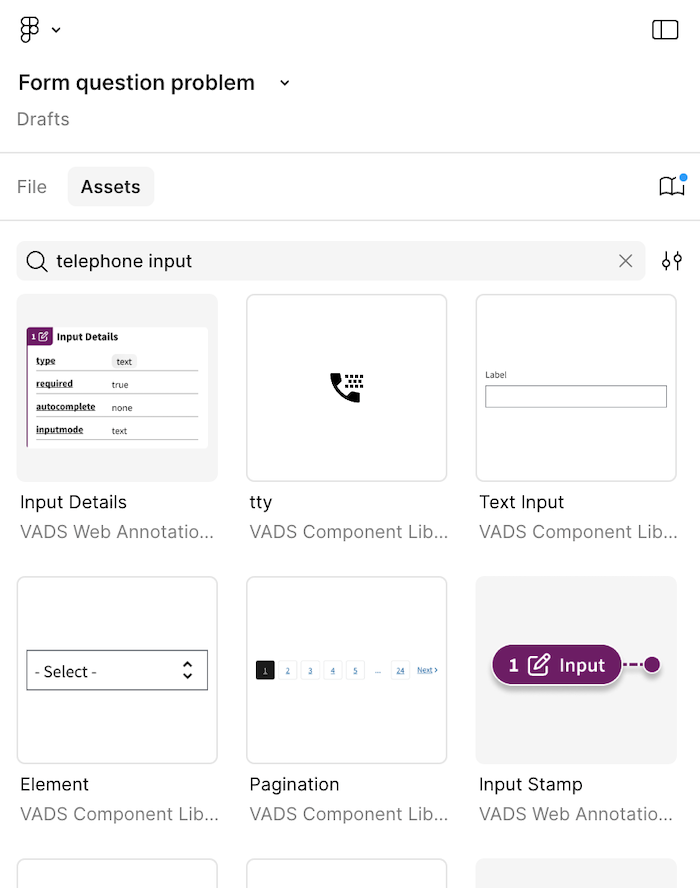 Form question problem
Drafts
File
Assets
telephone input
1 Input Details
type text
required true
autocomplete none
inputmode text
Label
Input Details
tty
Text Input
VADS Web Annotatio...
VADS Component Lib...
VADS Component Lib...
- Select -
1 2 3 4 5 ... 24 Next
1 Input
Element
Pagination
Input Stamp
VADS Component Lib...
VADS Component Lib...
VADS Web Annotatio...